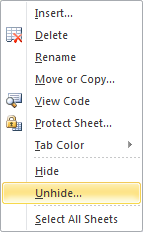 Insert...
Delete
Rename
Move or Copy...
View Code
Protect Sheet...
Tab Color
Hide
Unhide...
Select All Sheets